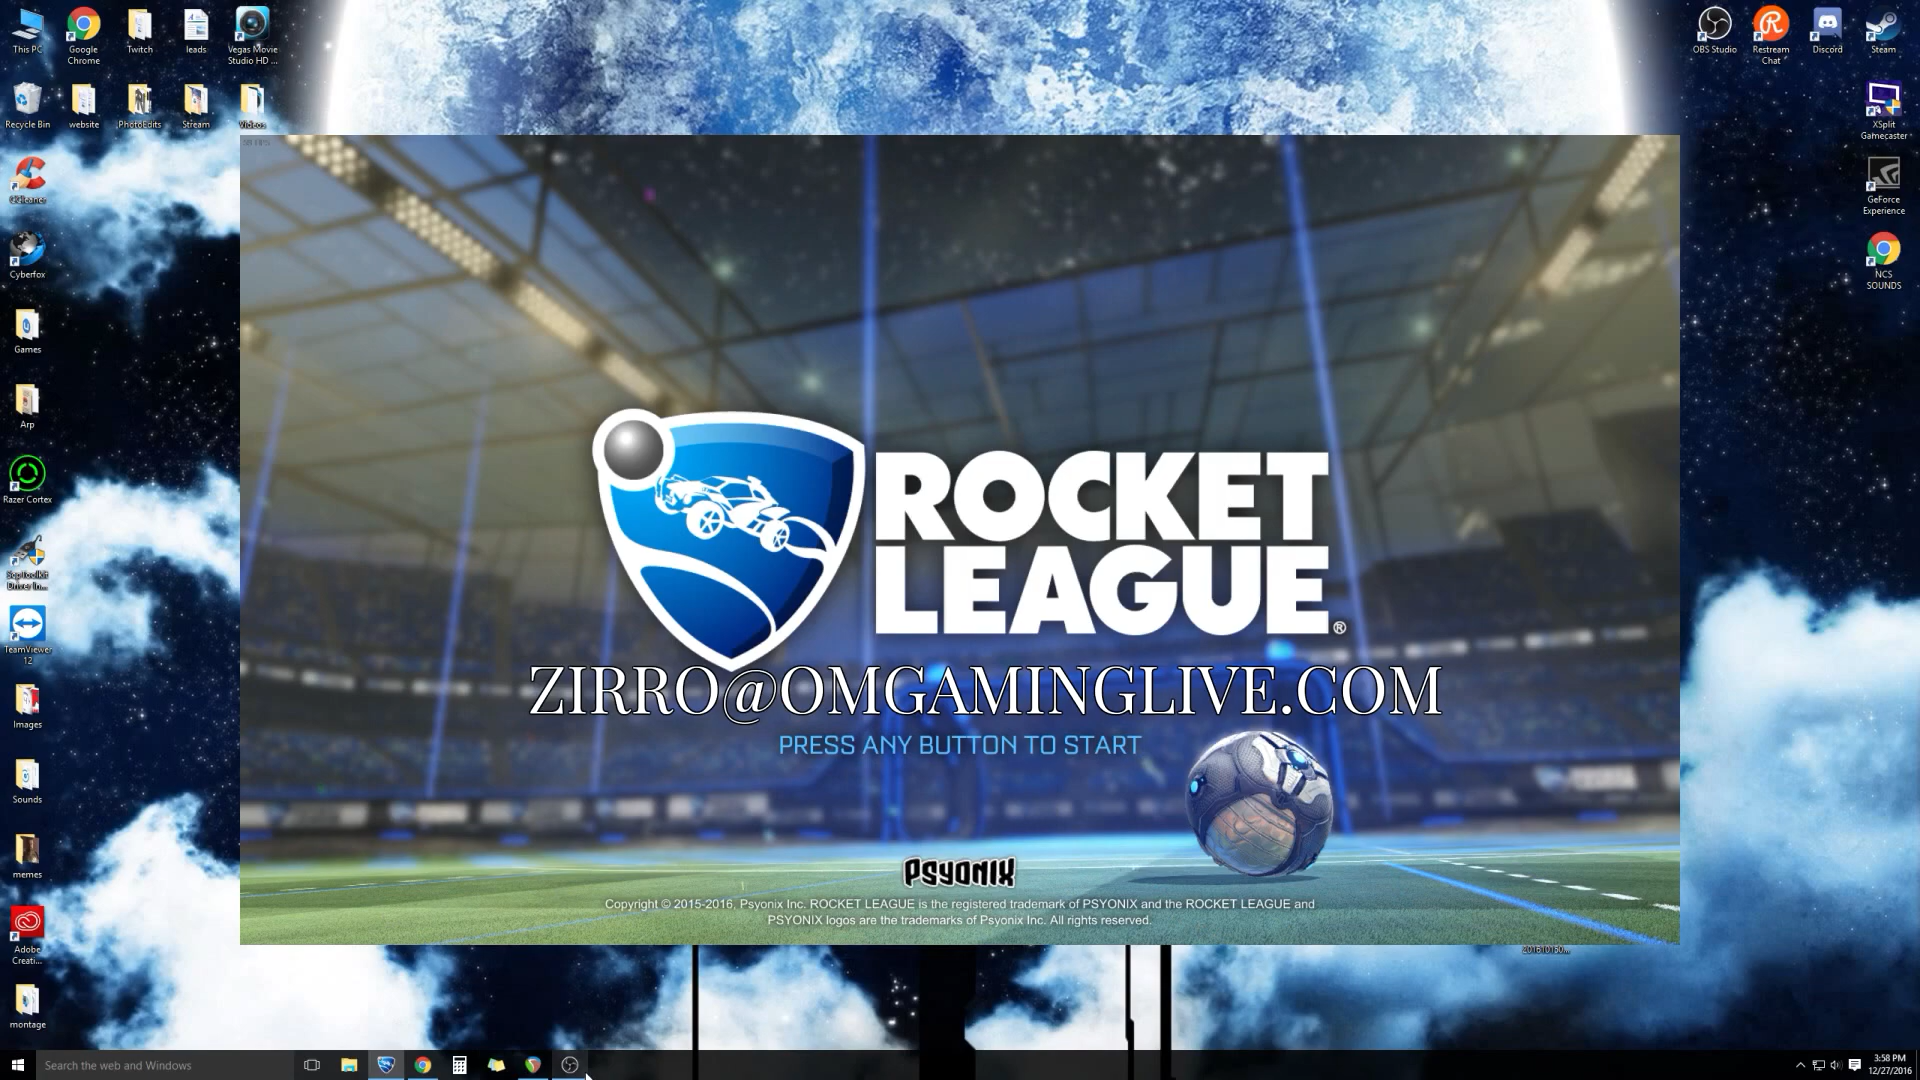 This PC
Google Chrome
Twitch
leads
Vegas Movie Studio HD ...
OBS Studio
Restream Chat
Discord
Steam
Recycle Bin
website
PhotoEdits
Stream
Videos
XSplit Gamecaster
CCleaner
GeForce Experience
Cyberfox
NCS SOUNDS
Games
Arp
Razer Cortex
ScpToolkit Driver In...
TeamViewer 12
Images
Sounds
memes
Adobe Creati...
montage
ROCKET
LEAGUE®
ZIRRO@OMGAMINGLIVE.COM
PRESS ANY BUTTON TO START
PSYONIX
Copyright © 2015-2016, Psyonix Inc. ROCKET LEAGUE is the registered trademark of PSYONIX and the ROCKET LEAGUE and
PSYONIX logos are the trademarks of Psyonix Inc. All rights reserved.
Search the web and Windows
3:58 PM
12/27/2016